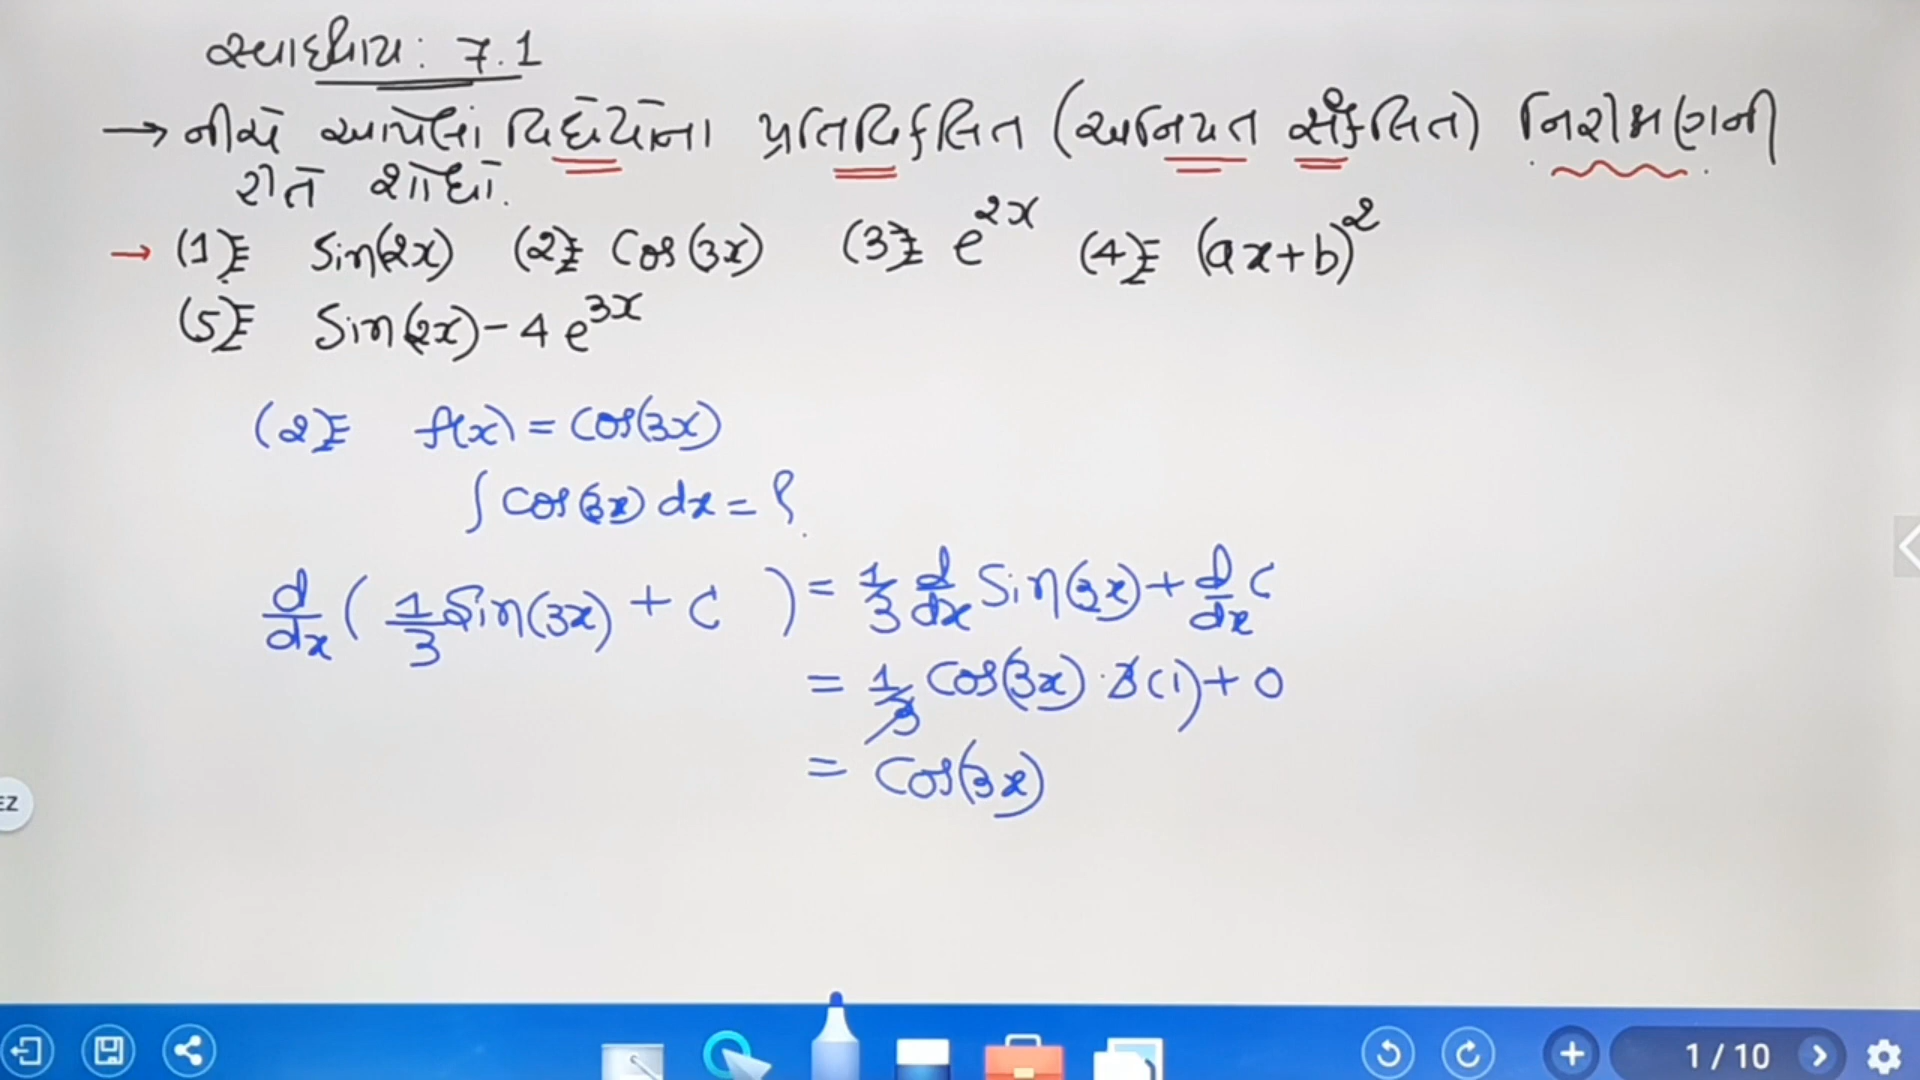 સ્વાધ્યાય: 7.1
→ નીચે આપેલાં વિધેયોના પ્રતિવિકલિત (અનિયત સંકલિત) નિરીક્ષણની
રીતે શોધો.
→ (1) Sin(2x) (2) Cos(3x) (3) e^{2x} (4) (ax+b)^2
(5) Sin(2x)-4e^{3x}
(2) f(x) = Cos(3x)
∫ Cos(3x) dx = ?
d/dx ( 1/3 Sin(3x) + C ) = 1/3 d/dx Sin(3x) + d/dx C
= 1/3 Cos(3x) · 3(1) + 0
= Cos(3x)
EZ
1 / 10